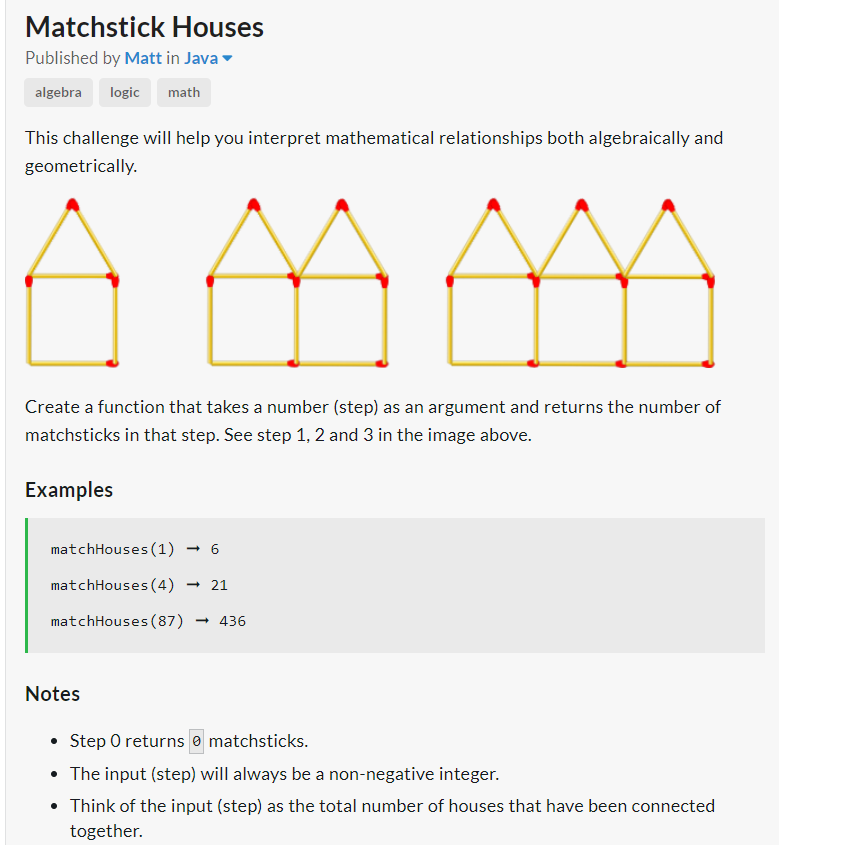 Matchstick Houses
Published by Matt in Java
algebra logic math
This challenge will help you interpret mathematical relationships both algebraically and
geometrically.
Create a function that takes a number (step) as an argument and returns the number of
matchsticks in that step. See step 1, 2 and 3 in the image above.
Examples
matchHouses(1) ➞ 6
matchHouses(4) ➞ 21
matchHouses(87) ➞ 436
Notes
• Step 0 returns 0 matchsticks.
• The input (step) will always be a non-negative integer.
• Think of the input (step) as the total number of houses that have been connected
together.